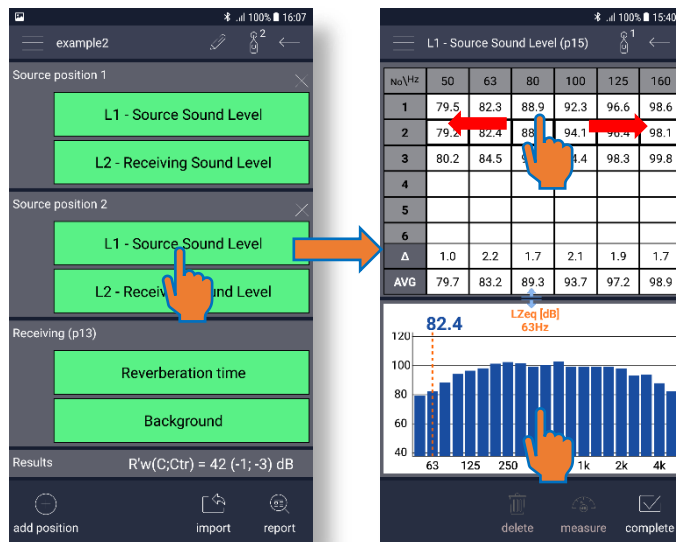 100% 16:07
example2
2
Source position 1
L1 - Source Sound Level
L2 - Receiving Sound Level
Source position 2
L1 - Source Sound Level
L2 - Receiving Sound Level
Receiving (p13)
Reverberation time
Background
Results R'w(C;Ctr) = 42 (-1; -3) dB
add position import report
100% 15:40
L1 - Source Sound Level (p15) 1
No\Hz 50 63 80 100 125 160
1 79.5 82.3 88.9 92.3 96.6 98.6
2 79.2 82.4 94.1 96.4 98.1
3 80.2 84.5 98.3 99.8
4
5
6
Δ 1.0 2.2 1.7 2.1 1.9 1.7
AVG 79.7 83.2 89.3 93.7 97.2 98.9
82.4 LZeq [dB]
63Hz
120
100
80
60
40
63 125 250 1k 2k 4k
delete measure complete